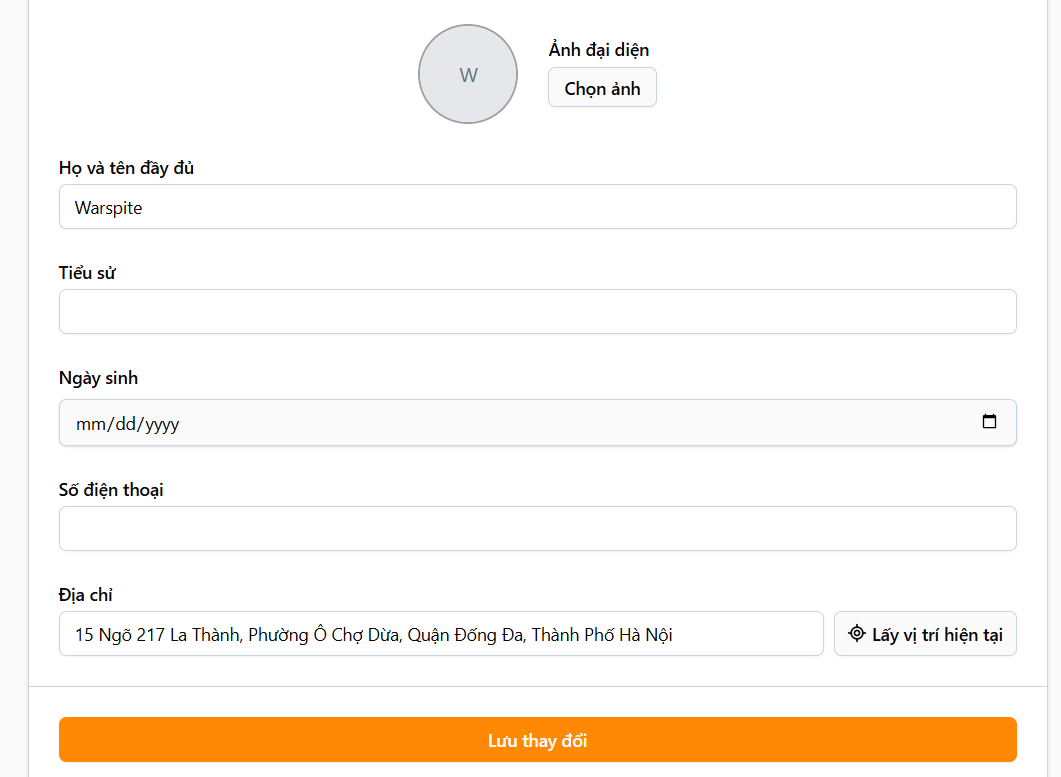 W
Ảnh đại diện
Chọn ảnh
Họ và tên đầy đủ
Warspite
Tiểu sử
Ngày sinh
mm/dd/yyyy
Số điện thoại
Địa chỉ
15 Ngõ 217 La Thành, Phường Ô Chợ Dừa, Quận Đống Đa, Thành Phố Hà Nội
Lấy vị trí hiện tại
Lưu thay đổi